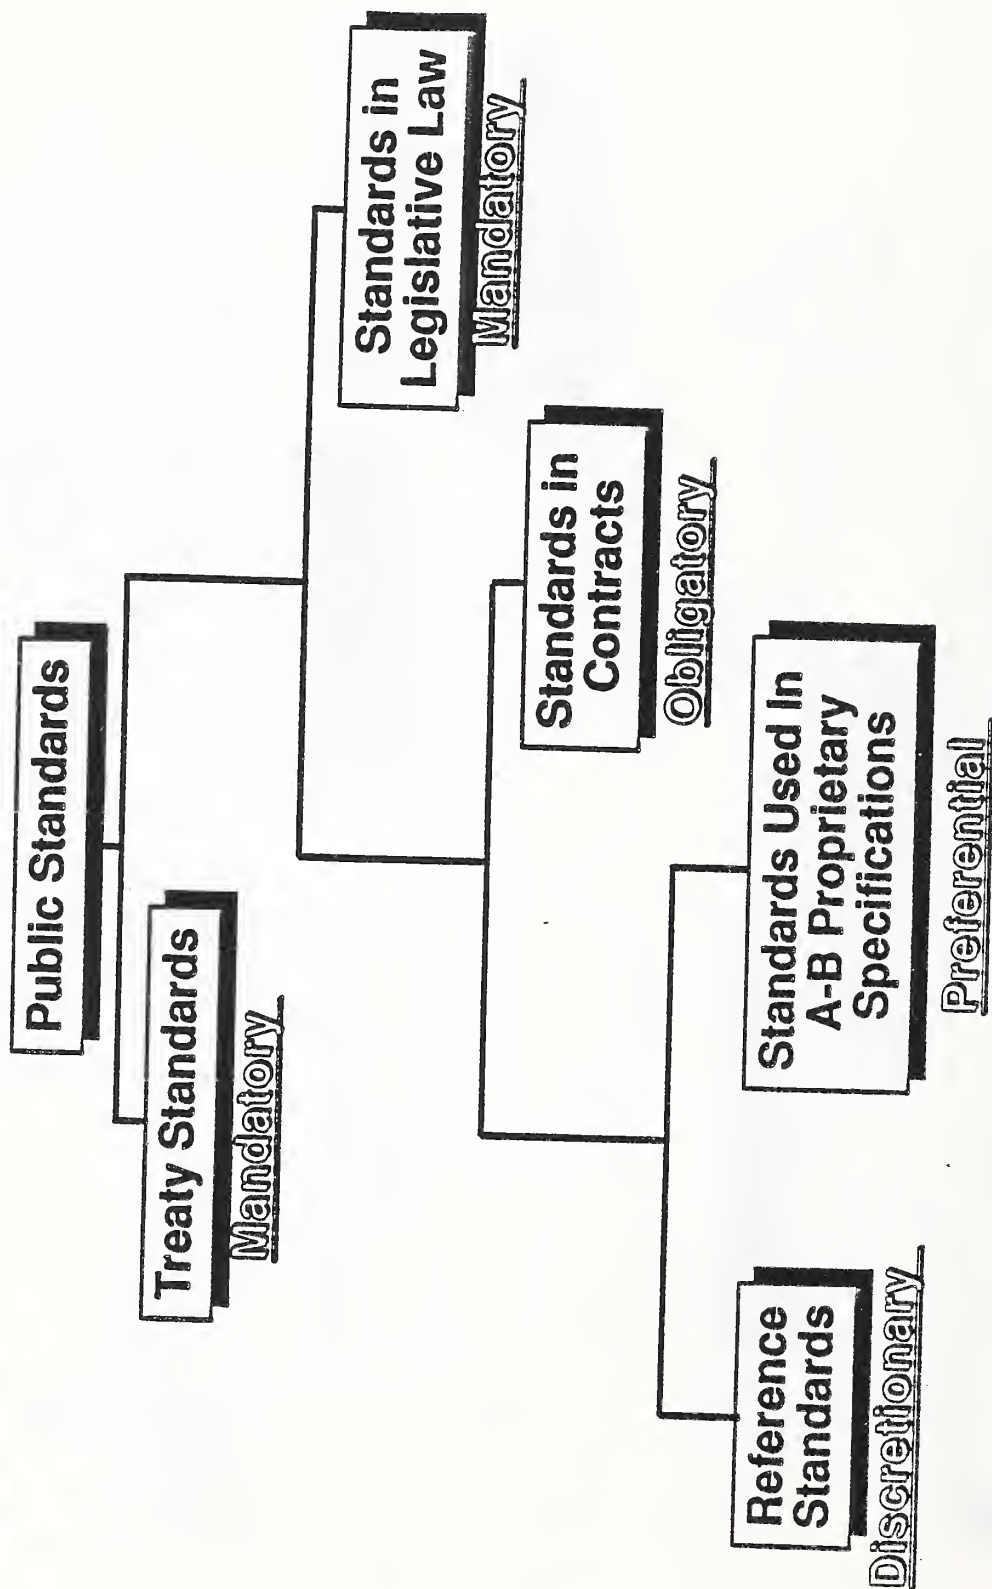 Public Standards
Treaty Standards
Mandatory
Standards in
Legislative Law
Mandatory
Standards in
Contracts
Obligatory
Reference
Standards
Discretionary
Standards Used In
A-B Proprietary
Specifications
Preferential